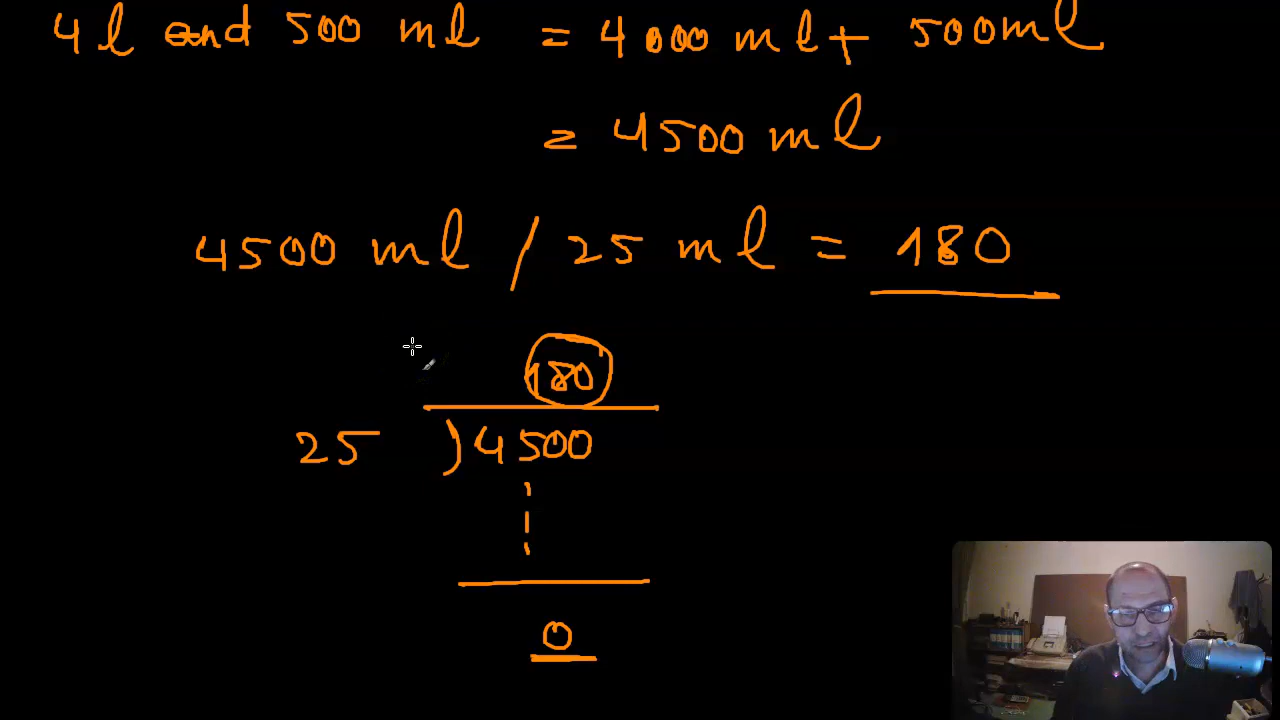 4 l and 500 ml = 4000 ml + 500 ml
= 4500 ml
4500 ml / 25 ml = 180
180
25 ) 4500
0